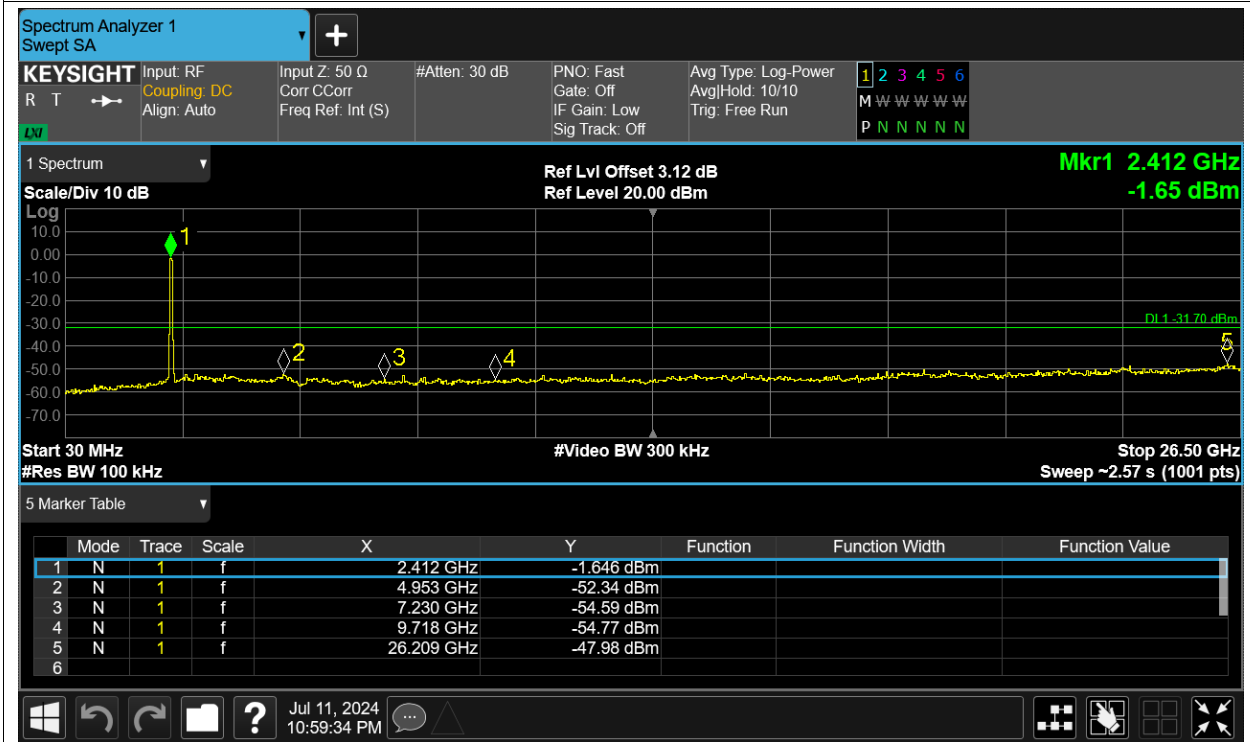 Spectrum Analyzer 1
Swept SA
KEYSIGHT
R T
LXI
Input: RF
Coupling: DC
Align: Auto
Input Z: 50 Ω
Corr CCorr
Freq Ref: Int (S)
#Atten: 30 dB
PNO: Fast
Gate: Off
IF Gain: Low
Sig Track: Off
Avg Type: Log-Power
Avg|Hold: 10/10
Trig: Free Run
1 2 3 4 5 6
M W W W W W
P N N N N N
1 Spectrum
Scale/Div 10 dB
Ref Lvl Offset 3.12 dB
Ref Level 20.00 dBm
Mkr1 2.412 GHz
-1.65 dBm
Log
10.0
0.00
-10.0
-20.0
-30.0
-40.0
-50.0
-60.0
-70.0
1
2
3
4
5
DL1 -31.70 dBm
Start 30 MHz
#Res BW 100 kHz
#Video BW 300 kHz
Stop 26.50 GHz
Sweep ~2.57 s (1001 pts)
5 Marker Table
Mode Trace Scale X Y Function Function Width Function Value
1 N 1 f 2.412 GHz -1.646 dBm
2 N 1 f 4.953 GHz -52.34 dBm
3 N 1 f 7.230 GHz -54.59 dBm
4 N 1 f 9.718 GHz -54.77 dBm
5 N 1 f 26.209 GHz -47.98 dBm
6
?
Jul 11, 2024
10:59:34 PM